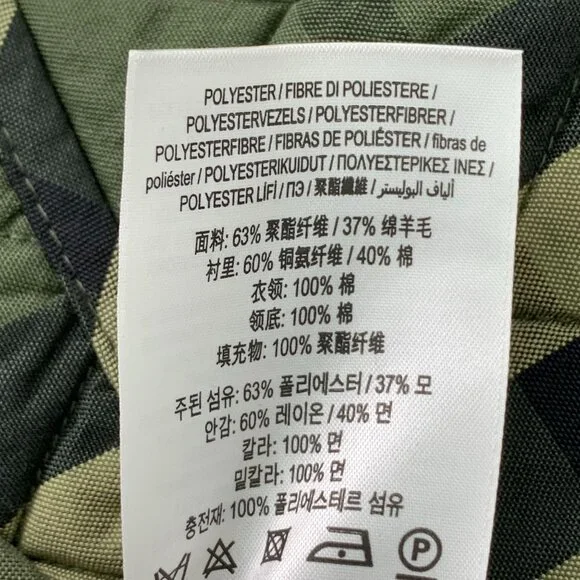 POLYESTER / FIBRE DI POLIESTERE /
POLYESTERVEZELS / POLYESTERFIBRER /
POLYESTERFIBRE / FIBRAS DE POLIÉSTER / fibras de
poliéster / POLYESTERIKUIDUT / ΠΟΛΥΕΣΤΕΡΙΚΕΣ ΙΝΕΣ /
POLYESTER LİFİ / ПЭ / 聚酯纖維 / ألياف البوليستر
面料: 63% 聚酯纤维 / 37% 绵羊毛
衬里: 60% 铜氨纤维 / 40% 棉
衣领: 100% 棉
领底: 100% 棉
填充物: 100% 聚酯纤维
주된 섬유: 63% 폴리에스터 / 37% 모
안감: 60% 레이온 / 40% 면
칼라: 100% 면
밑칼라: 100% 면
충전재: 100% 폴리에스테르 섬유
P